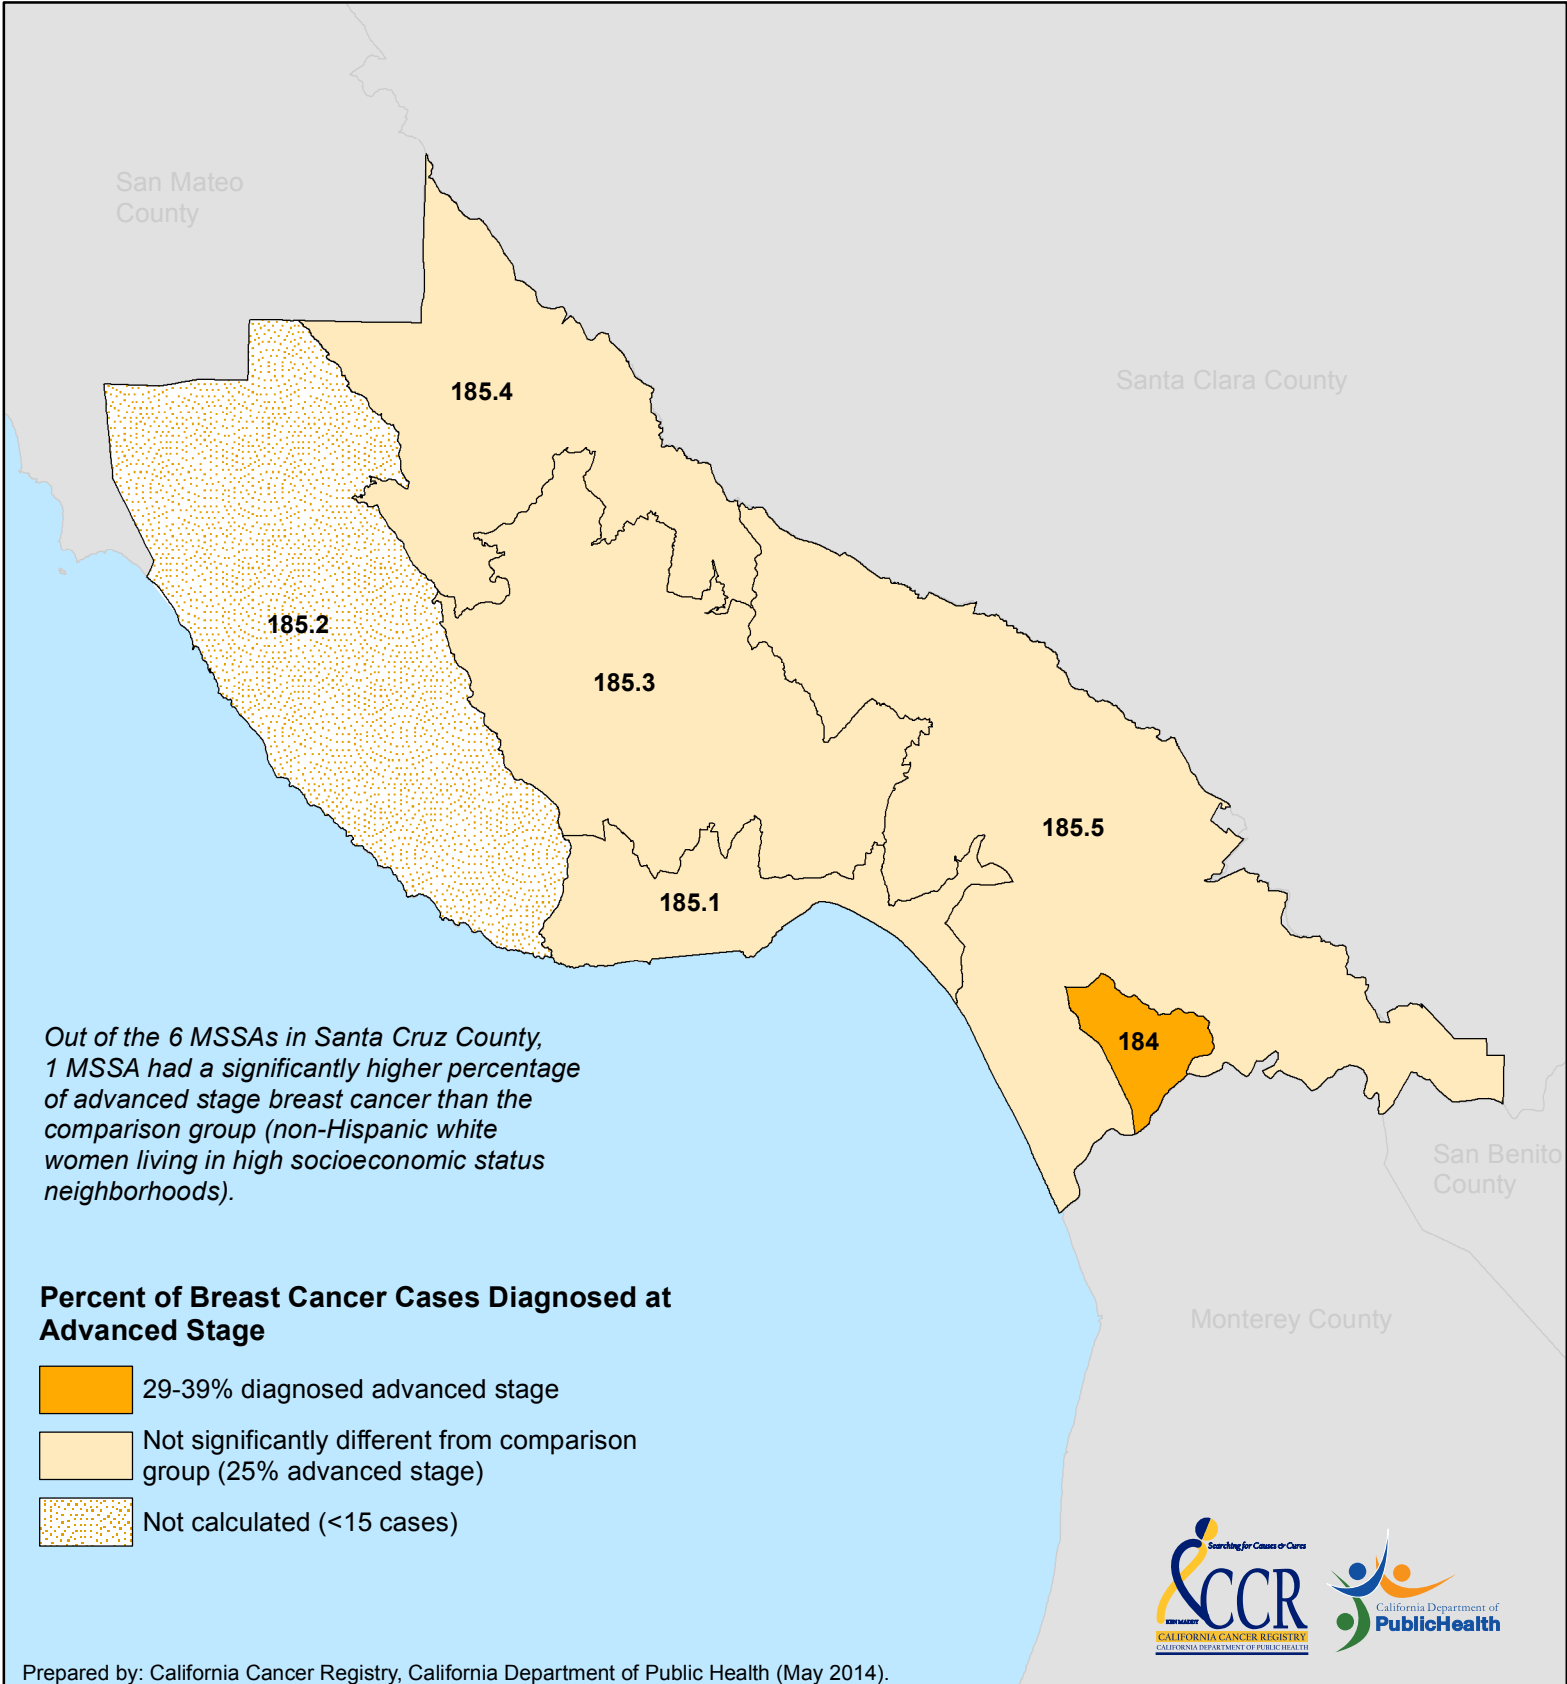 San Mateo
County
Santa Clara County
185.4
185.2
185.3
185.5
185.1
184
Out of the 6 MSSAs in Santa Cruz County,
1 MSSA had a significantly higher percentage
of advanced stage breast cancer than the
comparison group (non-Hispanic white
women living in high socioeconomic status
neighborhoods).
San Benito
County
Monterey County
Percent of Breast Cancer Cases Diagnosed at
Advanced Stage
29-39% diagnosed advanced stage
Not significantly different from comparison
group (25% advanced stage)
Not calculated (<15 cases)
Searching for Causes & Cures
CCR
KEN MADDY
CALIFORNIA CANCER REGISTRY
CALIFORNIA DEPARTMENT OF PUBLIC HEALTH
California Department of
PublicHealth
Prepared by: California Cancer Registry, California Department of Public Health (May 2014).